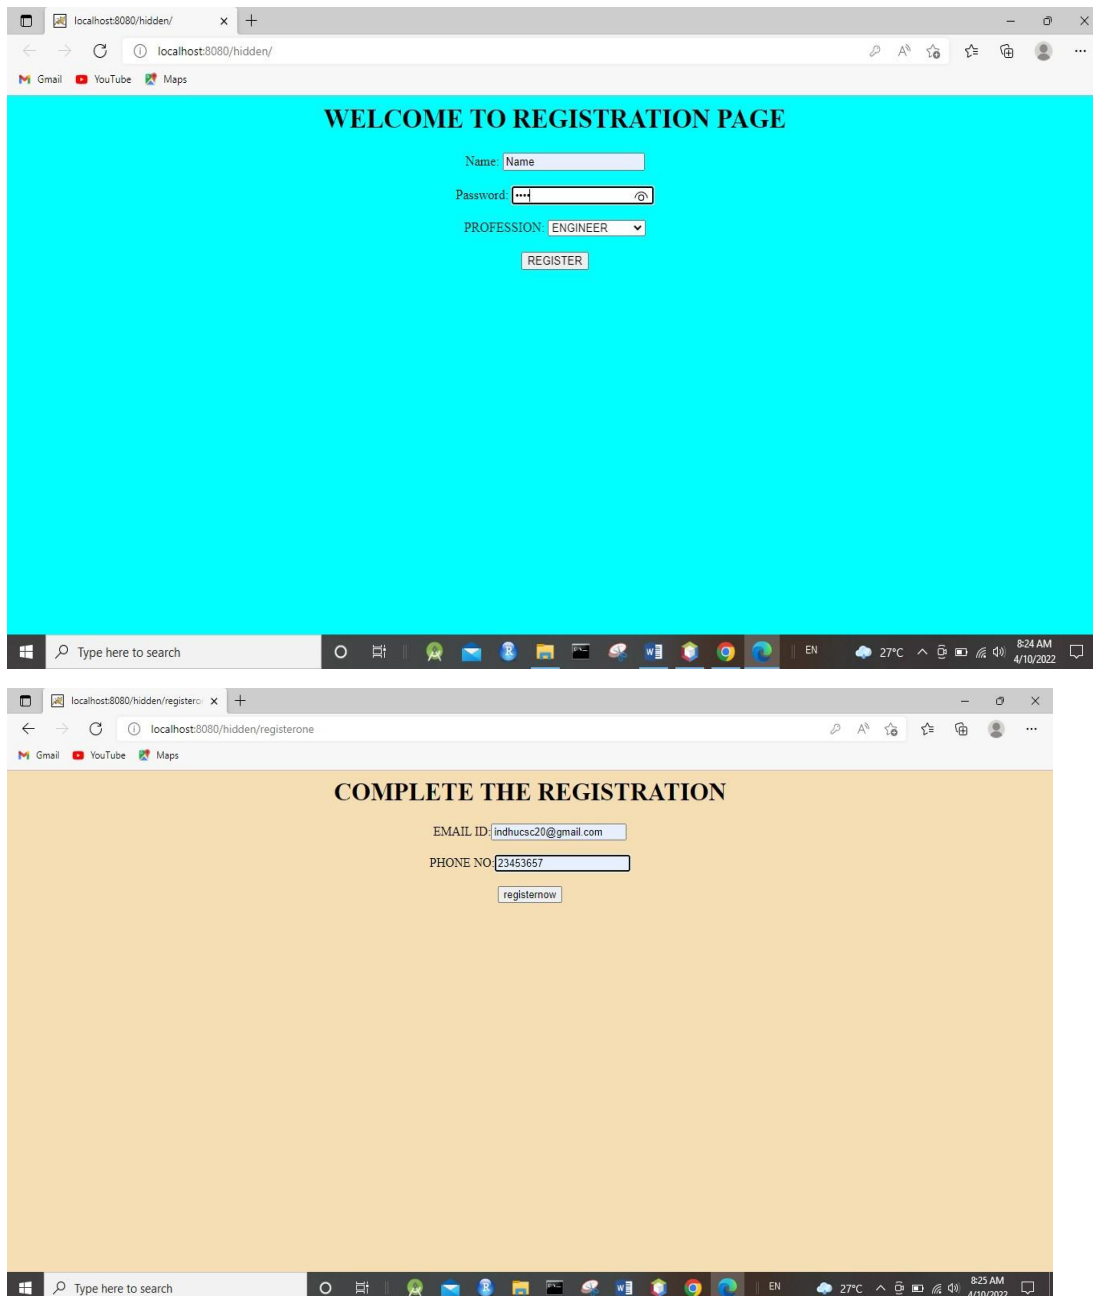 localhost:8080/hidden/
localhost:8080/hidden/
Gmail YouTube Maps
WELCOME TO REGISTRATION PAGE
Name: Name
Password: ••••
PROFESSION: ENGINEER
REGISTER
Type here to search EN 27°C 8:24 AM
4/10/2022
localhost:8080/hidden/registero
localhost:8080/hidden/registerone
Gmail YouTube Maps
COMPLETE THE REGISTRATION
EMAIL ID: indhucsc20@gmail.com
PHONE NO: 23453657
registernow
Type here to search EN 27°C 8:25 AM
4/10/2022